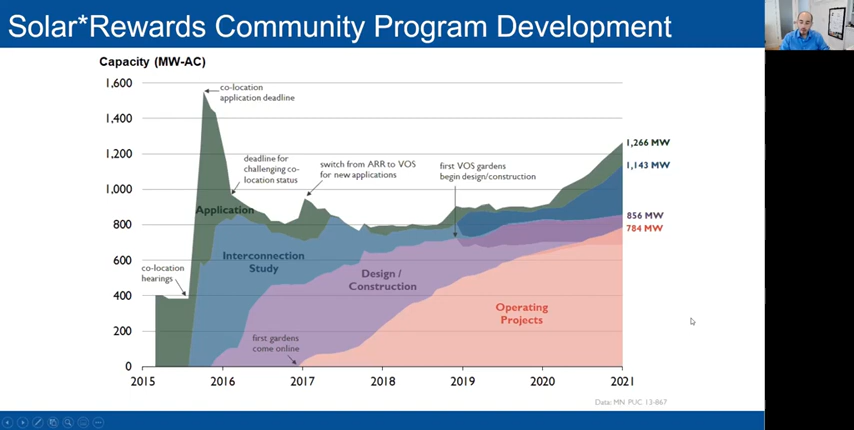 Solar*Rewards Community Program Development
Capacity (MW-AC)
1,600
1,400
1,200
1,000
800
600
400
200
0
2015
2016
2017
2018
2019
2020
2021
co-location
application deadline
deadline for
challenging co-
location status
switch from ARR to VOS
for new applications
first VOS gardens
begin design/construction
co-location
hearings
first gardens
come online
Application
Interconnection
Study
Design /
Construction
Operating
Projects
1,266 MW
1,143 MW
856 MW
784 MW
Data: MN PUC 13-867